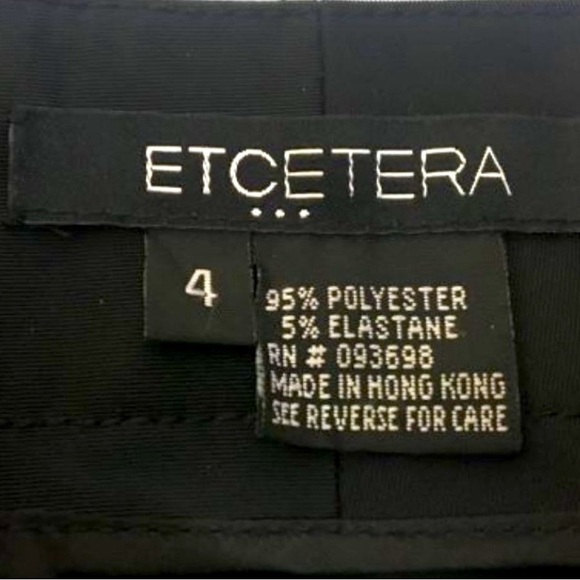 ETCETERA
...
4
95% POLYESTER
5% ELASTANE
RN # 093698
MADE IN HONG KONG
SEE REVERSE FOR CARE